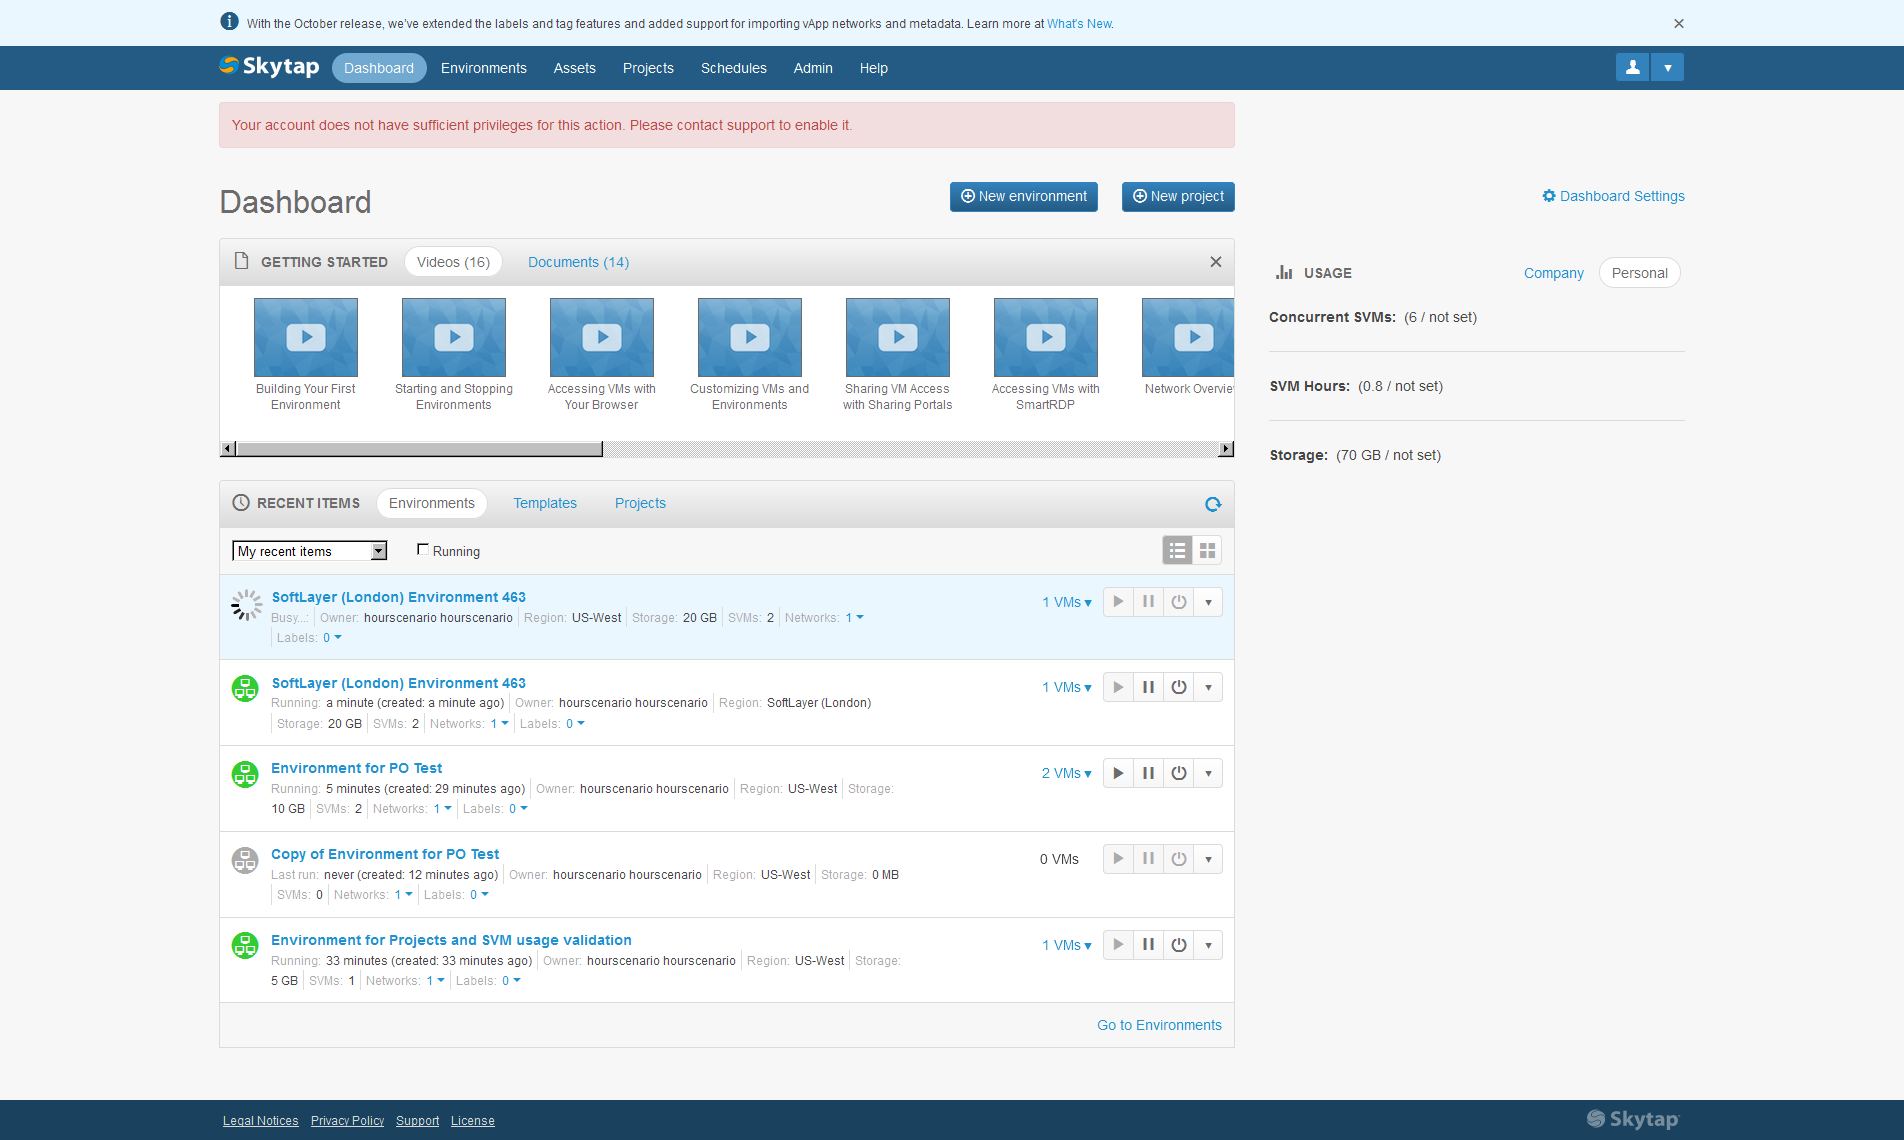 With the October release, we've extended the labels and tag features and added support for importing vApp networks and metadata. Learn more at What's New.
Skytap Dashboard Environments Assets Projects Schedules Admin Help
Your account does not have sufficient privileges for this action. Please contact support to enable it.
Dashboard
New environment
New project
Dashboard Settings
GETTING STARTED Videos (16) Documents (14)
Building Your First
Environment
Starting and Stopping
Environments
Accessing VMs with
Your Browser
Customizing VMs and
Environments
Sharing VM Access
with Sharing Portals
Accessing VMs with
SmartRDP
Network Overvie
USAGE Company Personal
Concurrent SVMs: (6 / not set)
SVM Hours: (0.8 / not set)
Storage: (70 GB / not set)
RECENT ITEMS Environments Templates Projects
My recent items Running
SoftLayer (London) Environment 463
Busy...: Owner: hourscenario hourscenario Region: US-West Storage: 20 GB SVMs: 2 Networks: 1
Labels: 0
1 VMs
SoftLayer (London) Environment 463
Running: a minute (created: a minute ago) Owner: hourscenario hourscenario Region: SoftLayer (London)
Storage: 20 GB SVMs: 2 Networks: 1 Labels: 0
1 VMs
Environment for PO Test
Running: 5 minutes (created: 29 minutes ago) Owner: hourscenario hourscenario Region: US-West Storage:
10 GB SVMs: 2 Networks: 1 Labels: 0
2 VMs
Copy of Environment for PO Test
Last run: never (created: 12 minutes ago) Owner: hourscenario hourscenario Region: US-West Storage: 0 MB
SVMs: 0 Networks: 1 Labels: 0
0 VMs
Environment for Projects and SVM usage validation
Running: 33 minutes (created: 33 minutes ago) Owner: hourscenario hourscenario Region: US-West Storage:
5 GB SVMs: 1 Networks: 1 Labels: 0
1 VMs
Go to Environments
Legal Notices Privacy Policy Support License
Skytap